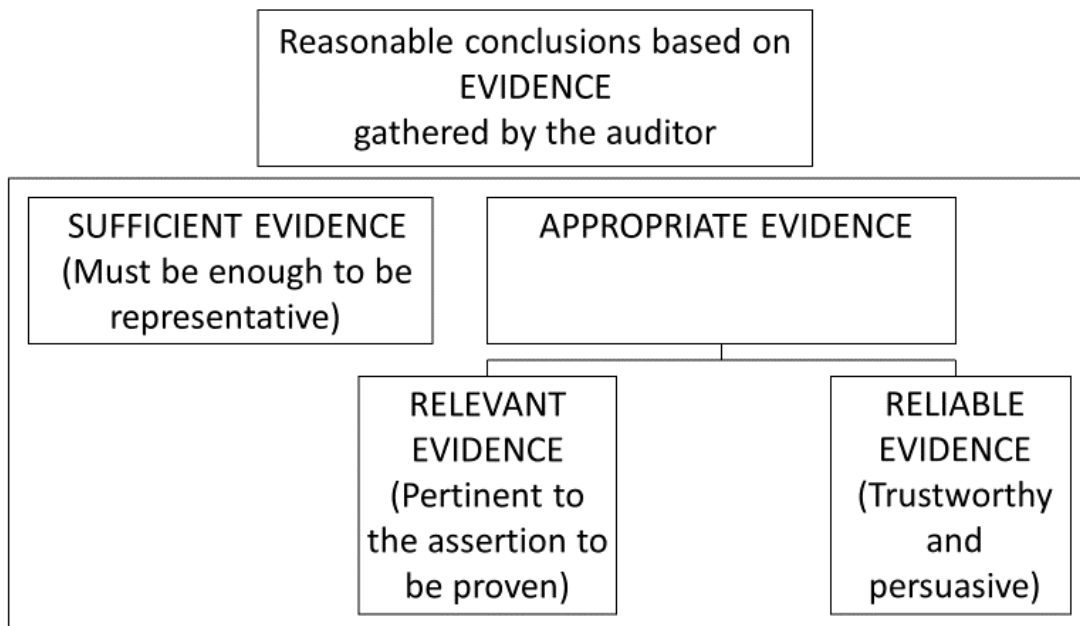 Reasonable conclusions based on
EVIDENCE
gathered by the auditor
SUFFICIENT EVIDENCE
(Must be enough to be
representative)
APPROPRIATE EVIDENCE
RELEVANT
EVIDENCE
(Pertinent to
the assertion to
be proven)
RELIABLE
EVIDENCE
(Trustworthy
and
persuasive)